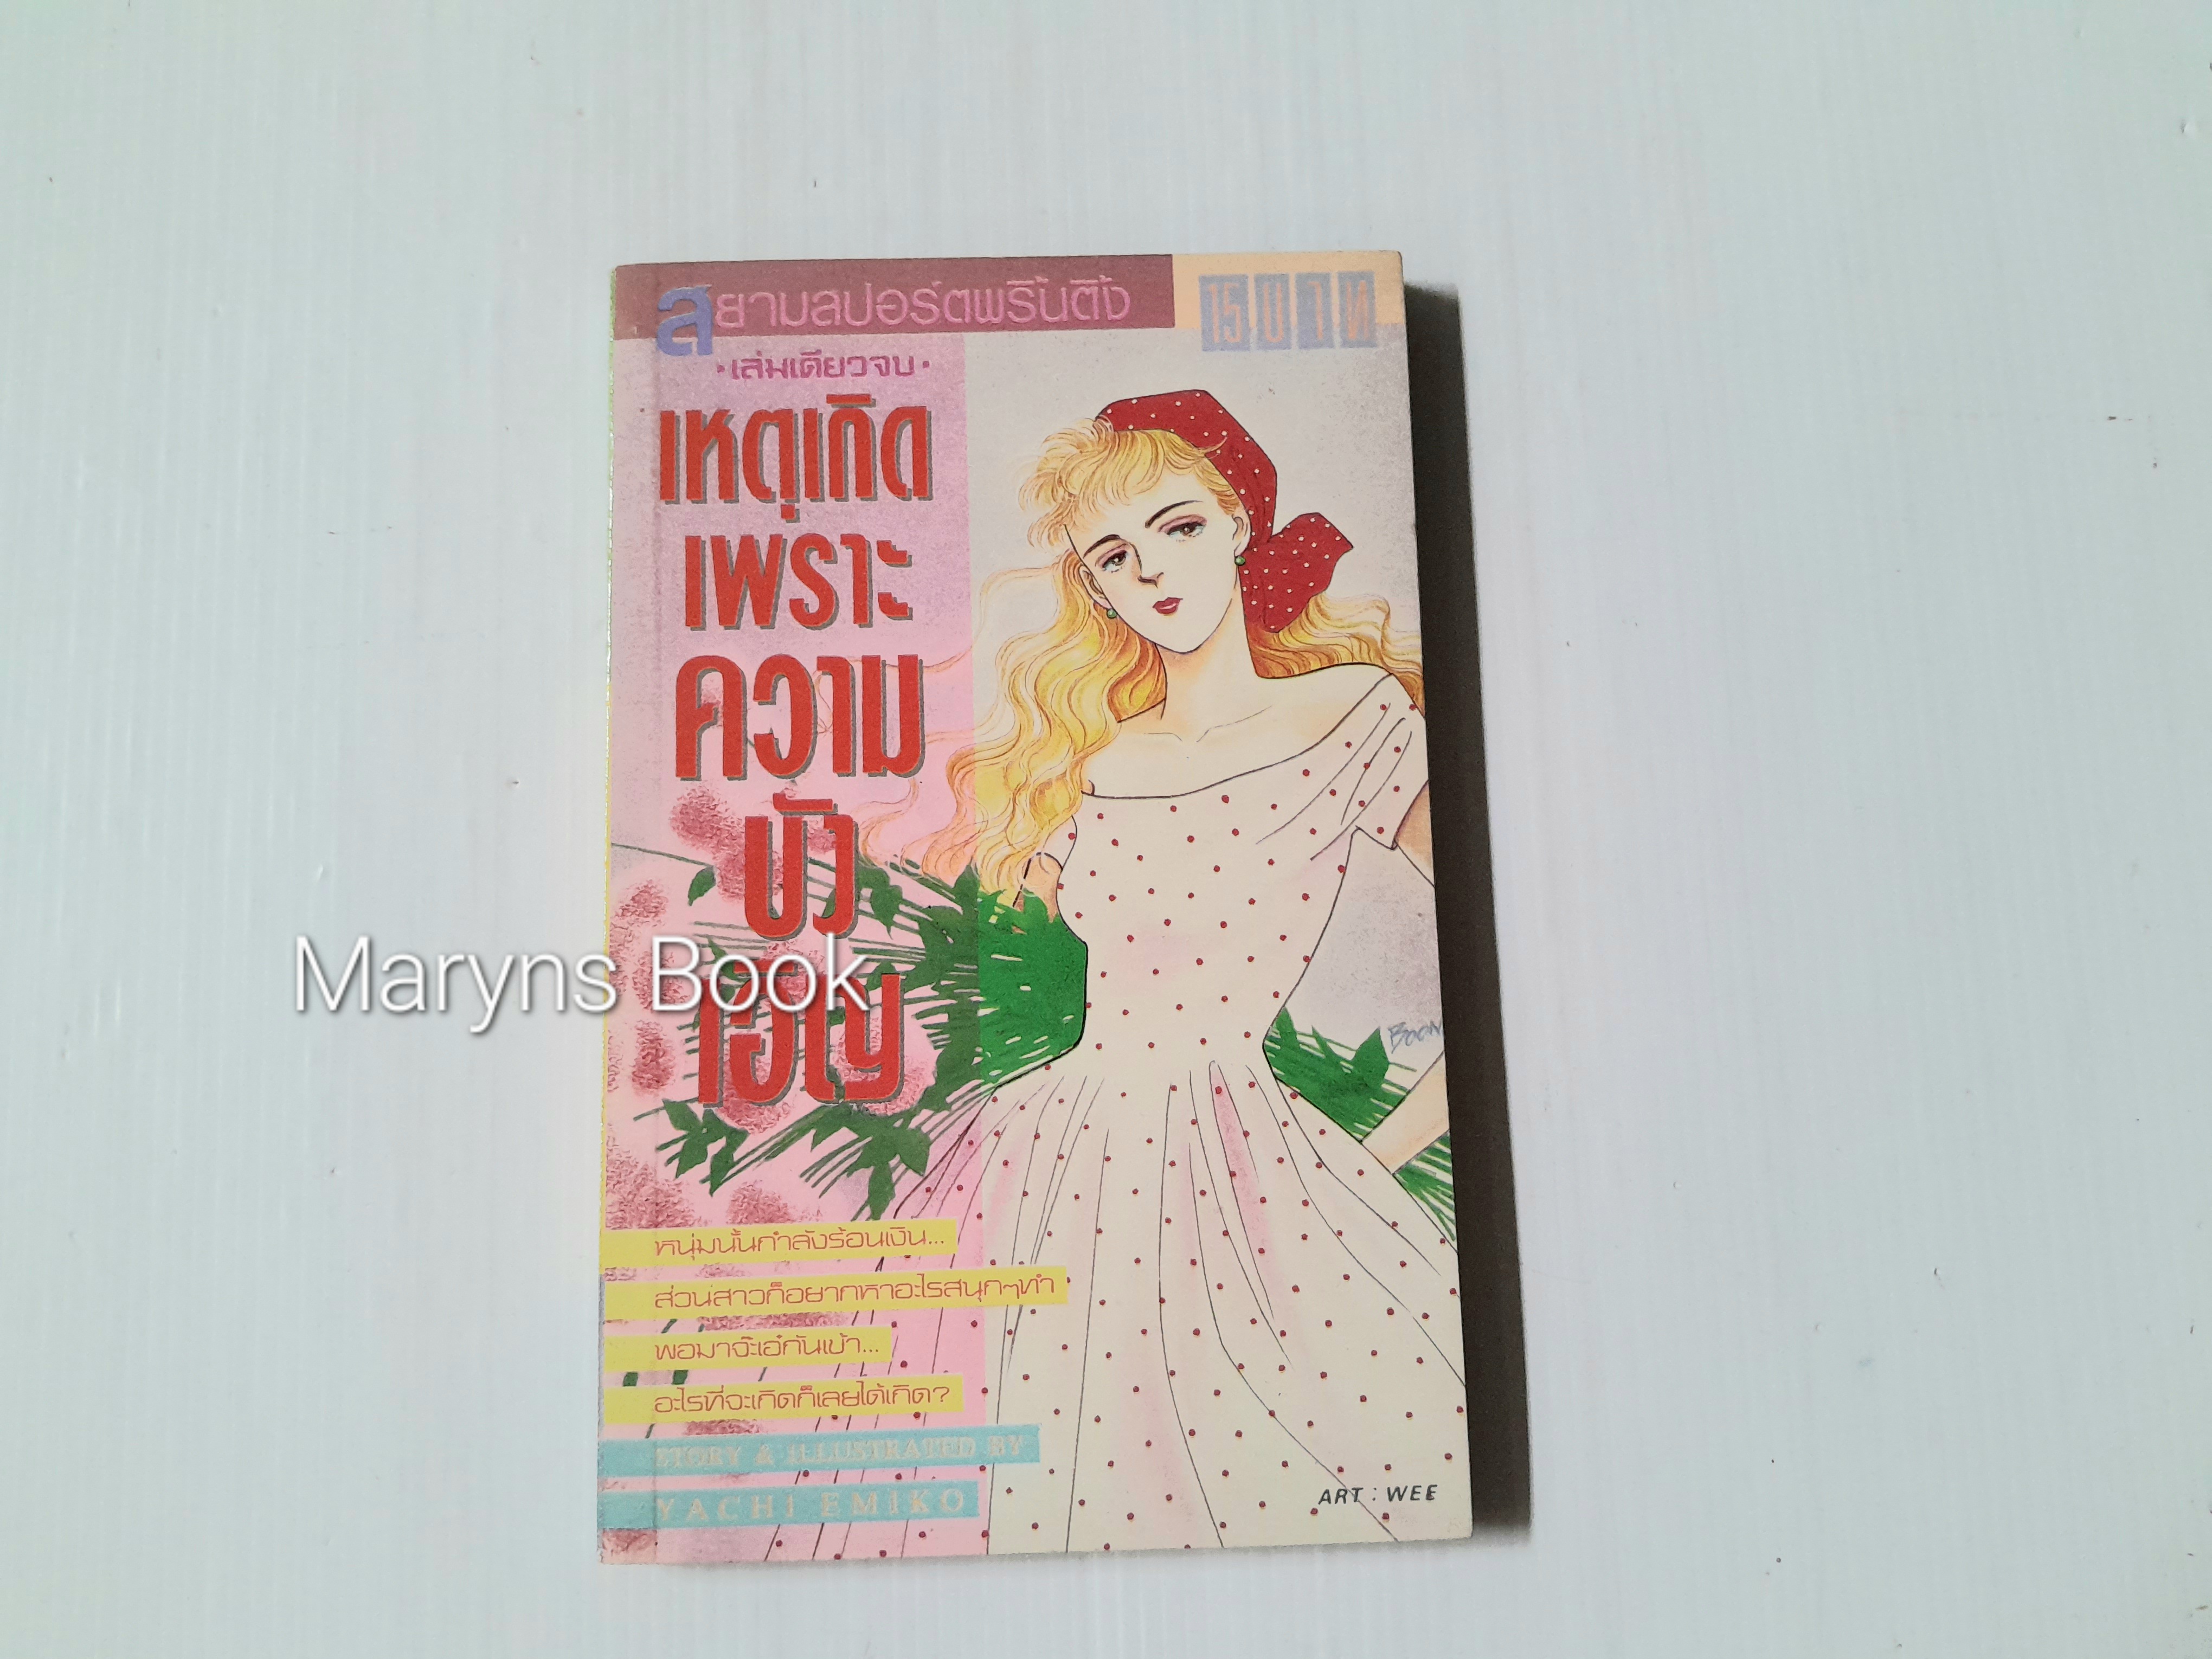 สยามสปอร์ตพริ้นติ้ง
15 บาท
•เล่มเดียวจบ•
เหตุเกิด
เพราะ
ความ
บัง
เอิญ
Maryns Book
BOON
หนุ่มนั้นกำลังร้อนเงิน...
ส่วนสาวก็อยากหาอะไรสนุกๆทำ
พอมาจ๊ะเอ๋กันเข้า...
อะไรที่จะเกิดก็เลยได้เกิด?
STORY & ILLUSTRATED BY
YACHI EMIKO
ART : WEE